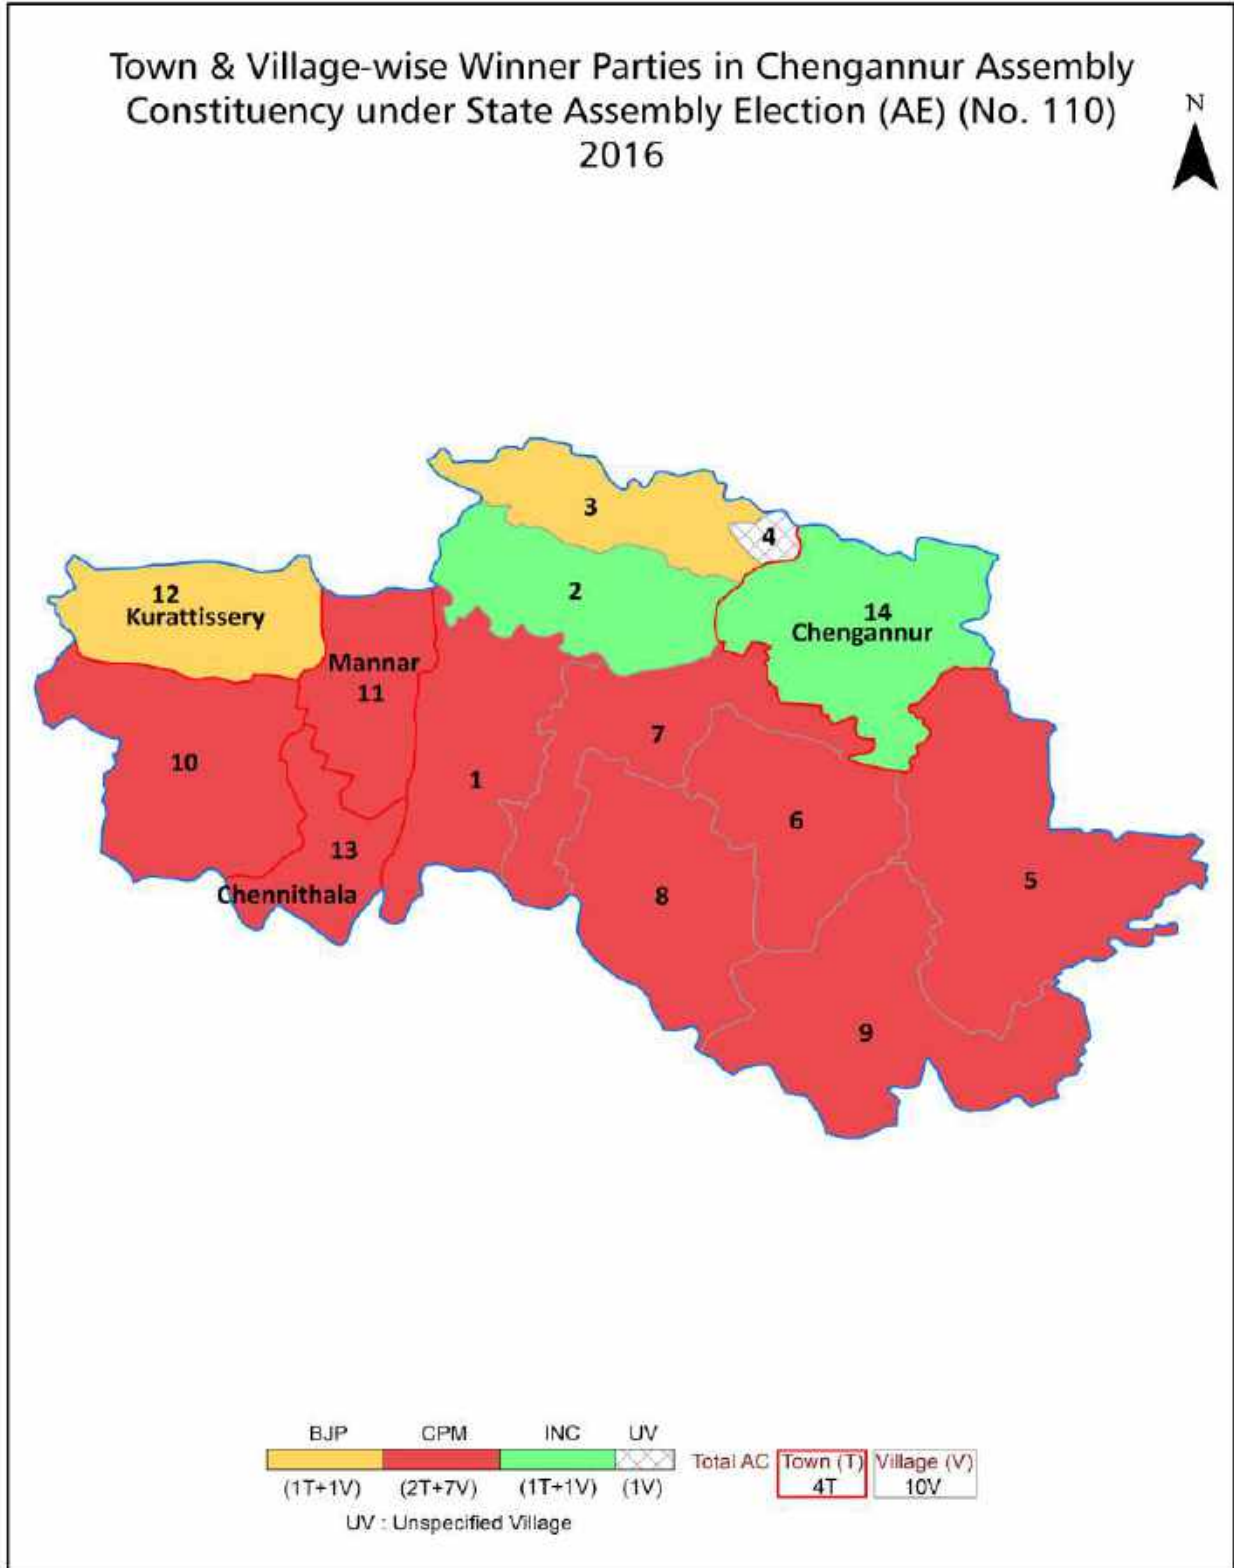 Town & Village-wise Winner Parties in Chengannur Assembly
Constituency under State Assembly Election (AE) (No. 110)
2016
N
3
4
2
12
Kurattissery
14
Chengannur
Mannar
11
7
10
1
6
13
5
Chennithala
8
9
BJP CPM INC UV
Total AC Town (T) Village (V)
(1T+1V) (2T+7V) (1T+1V) (1V) 4T 10V
UV : Unspecified Village